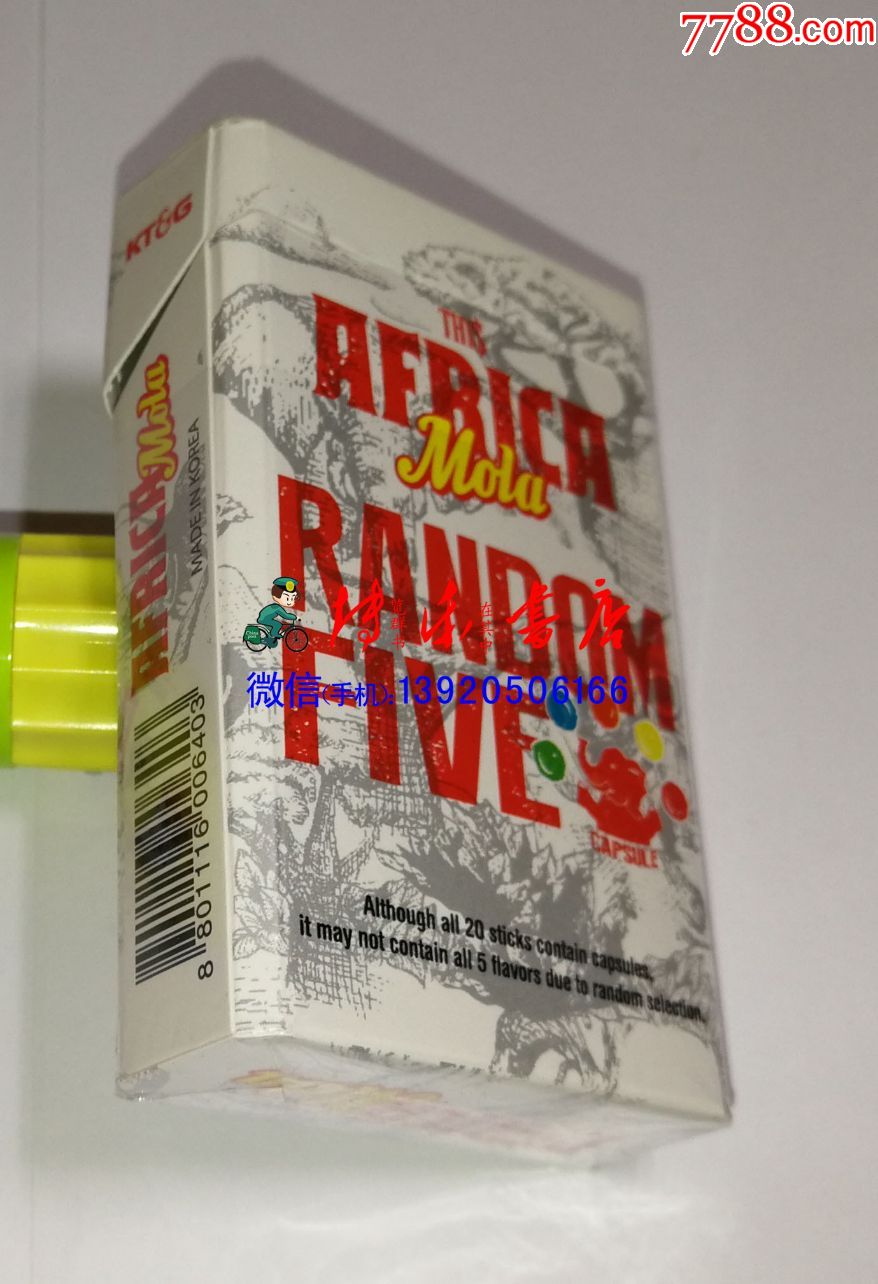 7788.com
KT&G
THIS
AFRICA
Mola
RANDOM
FIVE
CAPSULE
Although all 20 sticks contain capsules,
it may not contain all 5 flavors due to random selection.
AFRICA Mola
MADE IN KOREA
8 801116 006403
书店
微信(手机):13920506166